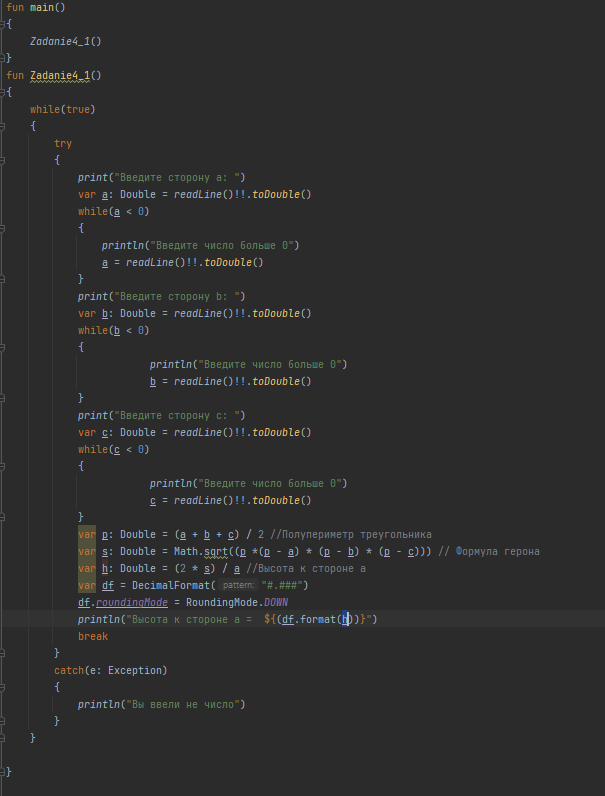 fun main()
{
    Zadanie4_1()
}
fun Zadanie4_1()
{
    while(true)
    {
        try
        {
            print("Введите сторону a: ")
            var a: Double = readLine()!!.toDouble()
            while(a < 0)
            {
                println("Введите число больше 0")
                a = readLine()!!.toDouble()
            }
            print("Введите сторону b: ")
            var b: Double = readLine()!!.toDouble()
            while(b < 0)
            {
                        println("Введите число больше 0")
                        b = readLine()!!.toDouble()
            }
            print("Введите сторону c: ")
            var c: Double = readLine()!!.toDouble()
            while(c < 0)
            {
                        println("Введите число больше 0")
                        c = readLine()!!.toDouble()
            }
            var p: Double = (a + b + c) / 2 //Полупериметр треугольника
            var s: Double = Math.sqrt((p *(p - a) * (p - b) * (p - c))) // Формула герона
            var h: Double = (2 * s) / a //Высота к стороне a
            var df = DecimalFormat( pattern: "#.###")
            df.roundingMode = RoundingMode.DOWN
            println("Высота к стороне a =  ${(df.format(h))}")
            break
        }
        catch(e: Exception)
        {
            println("Вы ввели не число")
        }
    }
}